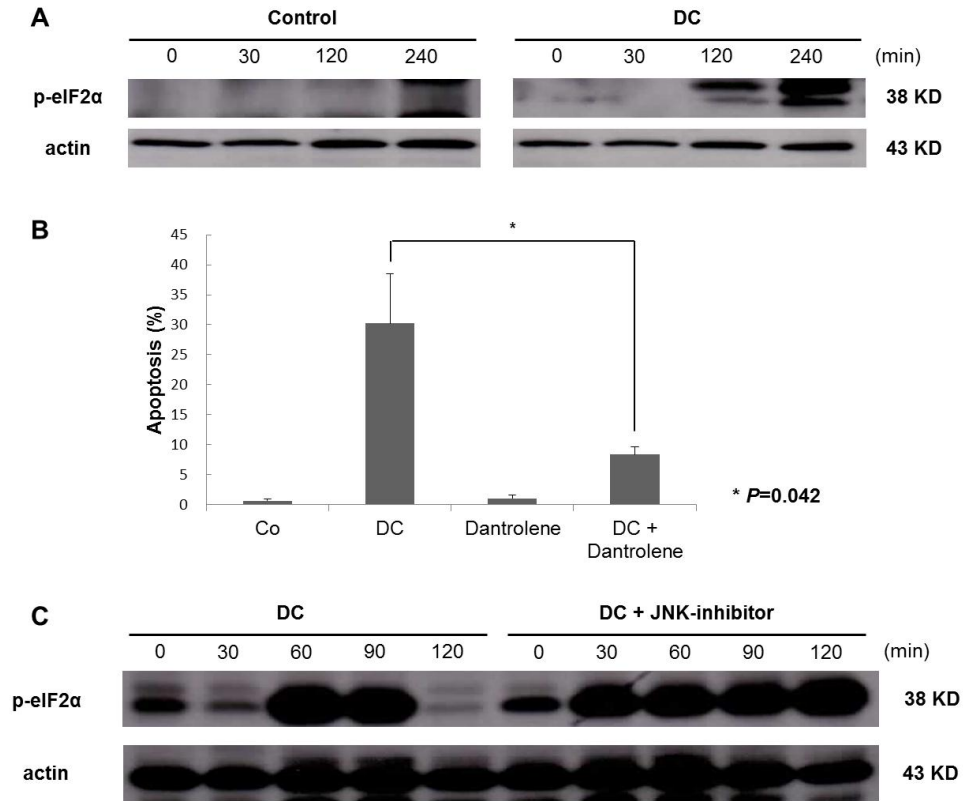 A
Control
DC
0 30 120 240 0 30 120 240 (min)
p-eIF2α 38 KD
actin 43 KD
B
*
45
40
35
30
25
20
15
10
5
0
Apoptosis (%)
Co DC Dantrolene DC +
Dantrolene
* P=0.042
C
DC DC + JNK-inhibitor
0 30 60 90 120 0 30 60 90 120 (min)
p-eIF2α 38 KD
actin 43 KD